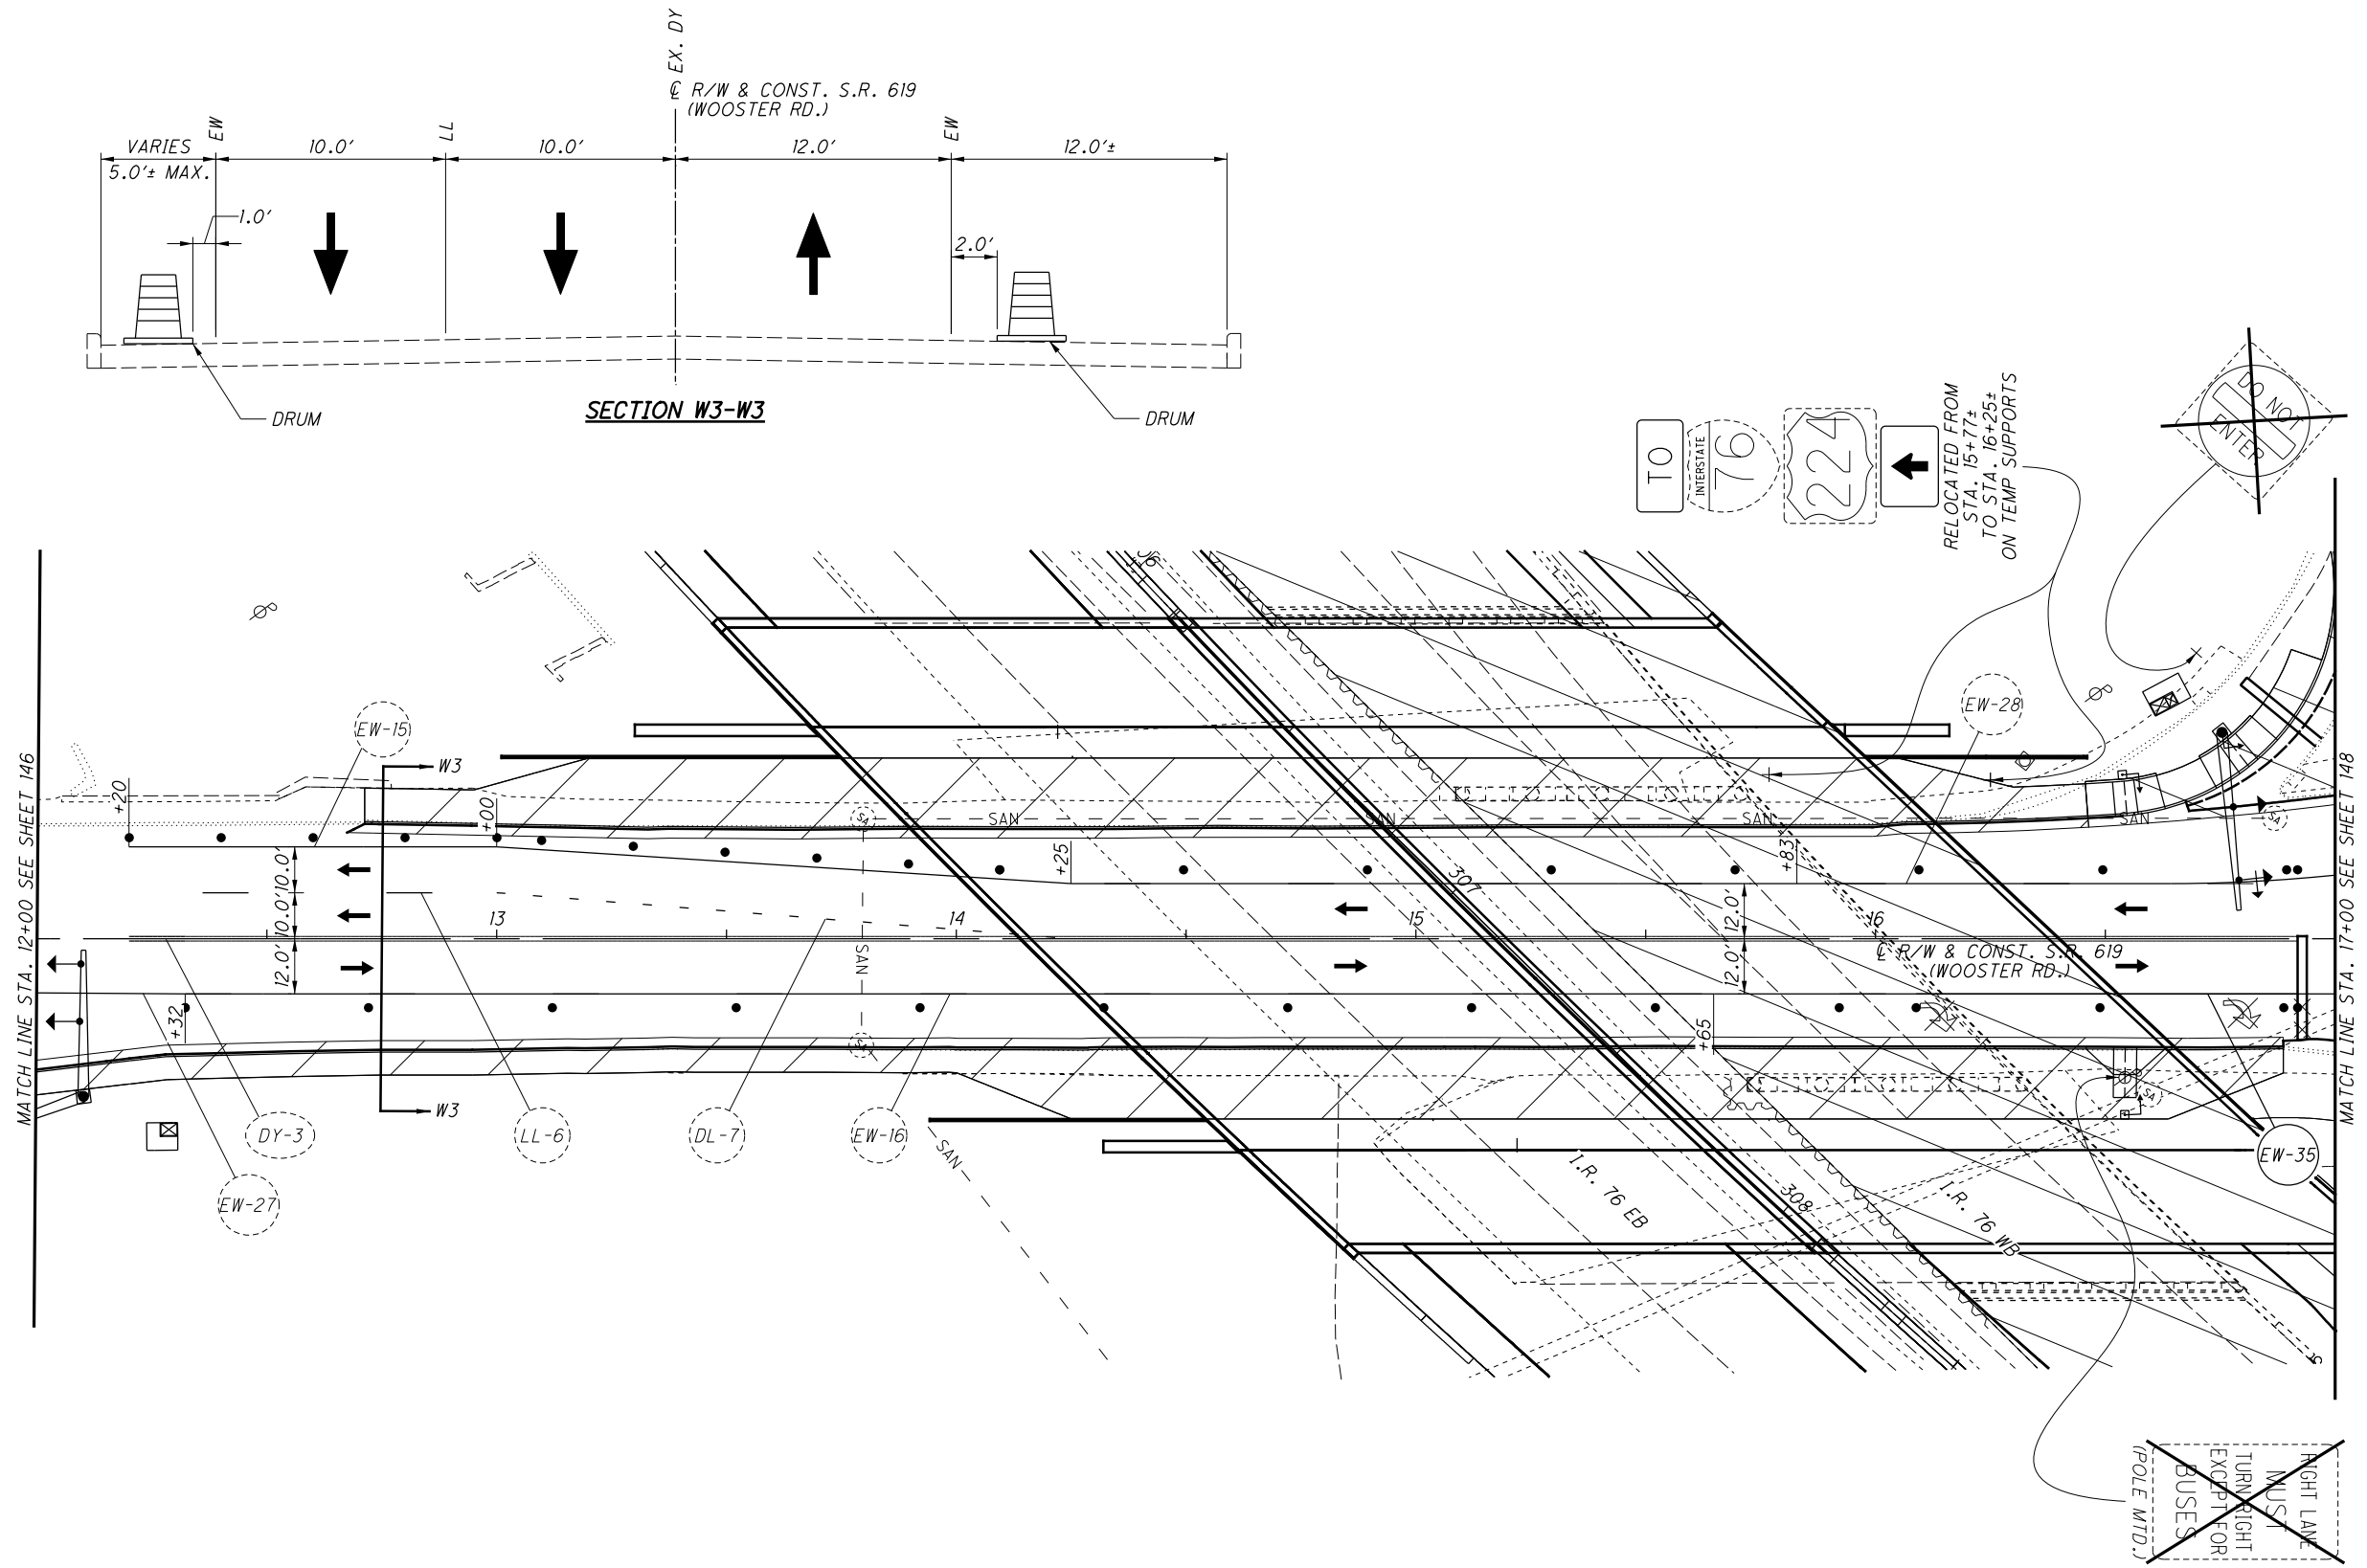 ℄ EX. DY
℄ R/W & CONST. S.R. 619
(WOOSTER RD.)
EW
LL
EW
VARIES
5.0'± MAX.
10.0'
10.0'
12.0'
12.0'±
1.0'
2.0'
DRUM
DRUM
SECTION W3-W3
TO
INTERSTATE
76
224
RELOCATED FROM
STA. 15+77±
TO STA. 16+25±
ON TEMP SUPPORTS
DO NOT
ENTER
MATCH LINE STA. 12+00 SEE SHEET 146
MATCH LINE STA. 17+00 SEE SHEET 148
EW-15
EW-28
W3
+20
+00
SA
SAN
SAN
SAN
SAN
SA
+25
+83
10.0'
10.0'
12.0'
13
14
15
16
307
12.0'
12.0'
SAN
℄ R/W & CONST. S.R. 619
(WOOSTER RD.)
+32
+65
SA
SA
W3
DY-3
LL-6
DL-7
EW-16
EW-27
SAN
I.R. 76 EB
308
I.R. 76 WB
EW-35
RIGHT LANE
MUST
TURN RIGHT
EXCEPT FOR
BUSES
(POLE MTD.)